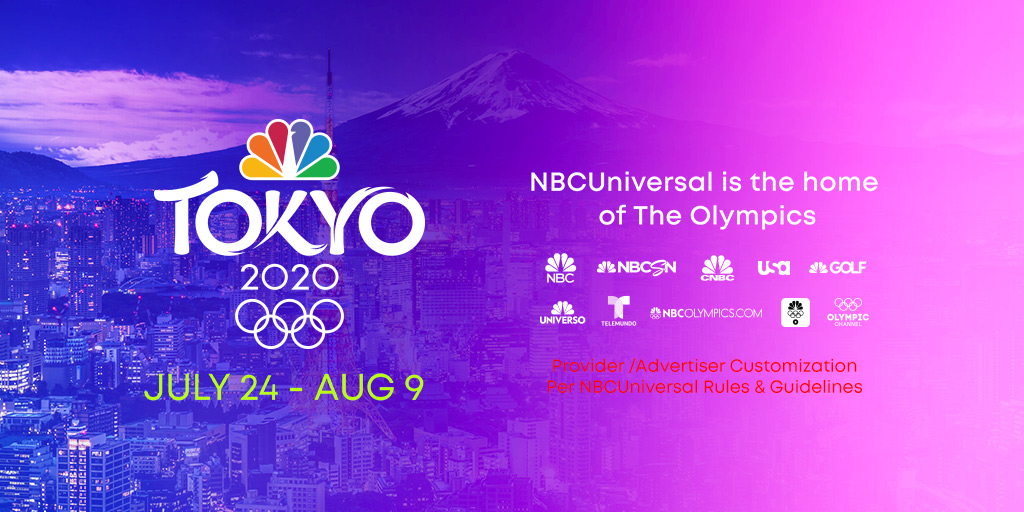 TOKYO
2020
JULY 24 - AUG 9
NBCUniversal is the home
of The Olympics
NBC
NBCSN
CNBC
USA
GOLF
UNIVERSO
TELEMUNDO
NBCOLYMPICS.COM
OLYMPIC
CHANNEL
Provider /Advertiser Customization
Per NBCUniversal Rules & Guidelines